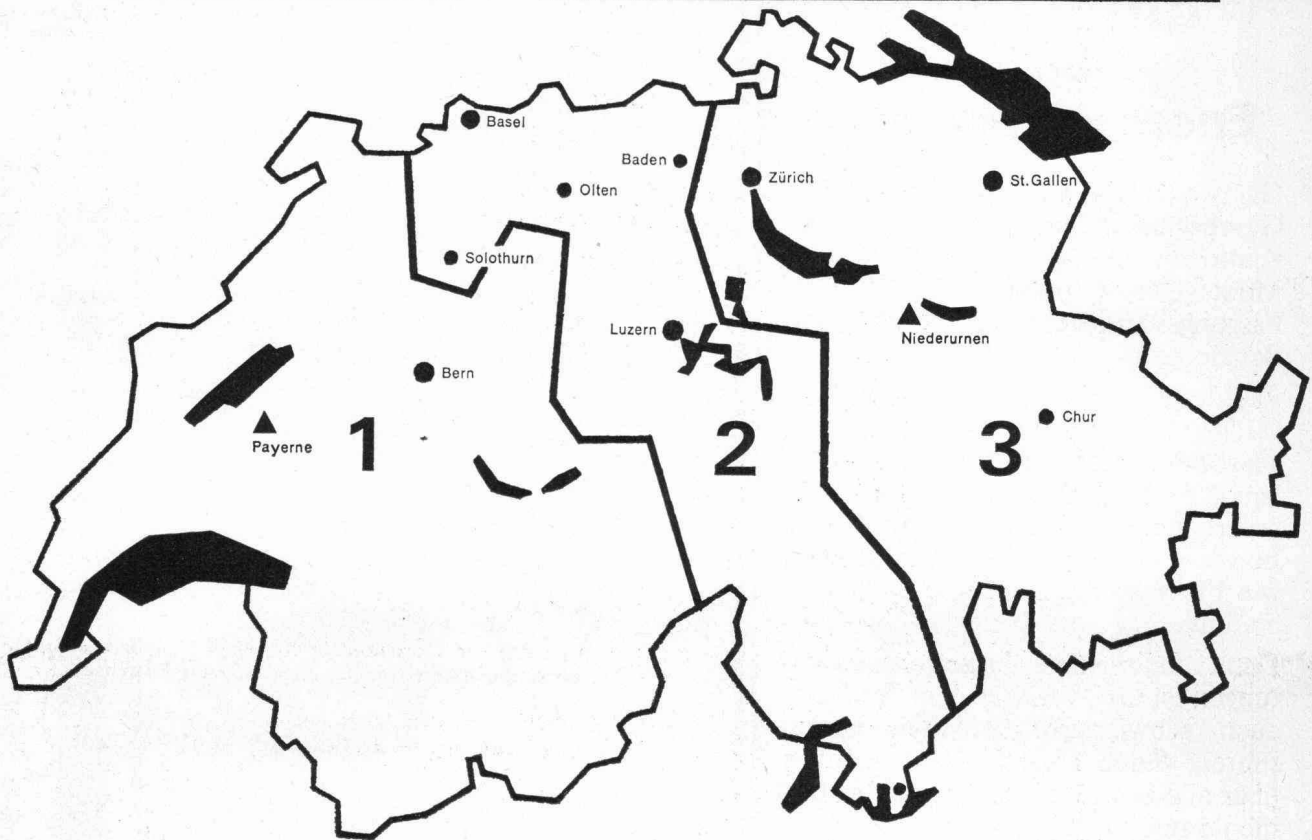 Basel
Baden
Zürich
St.Gallen
Olten
Solothurn
Luzern
Niederurnen
Bern
Chur
Payerne
1
2
3